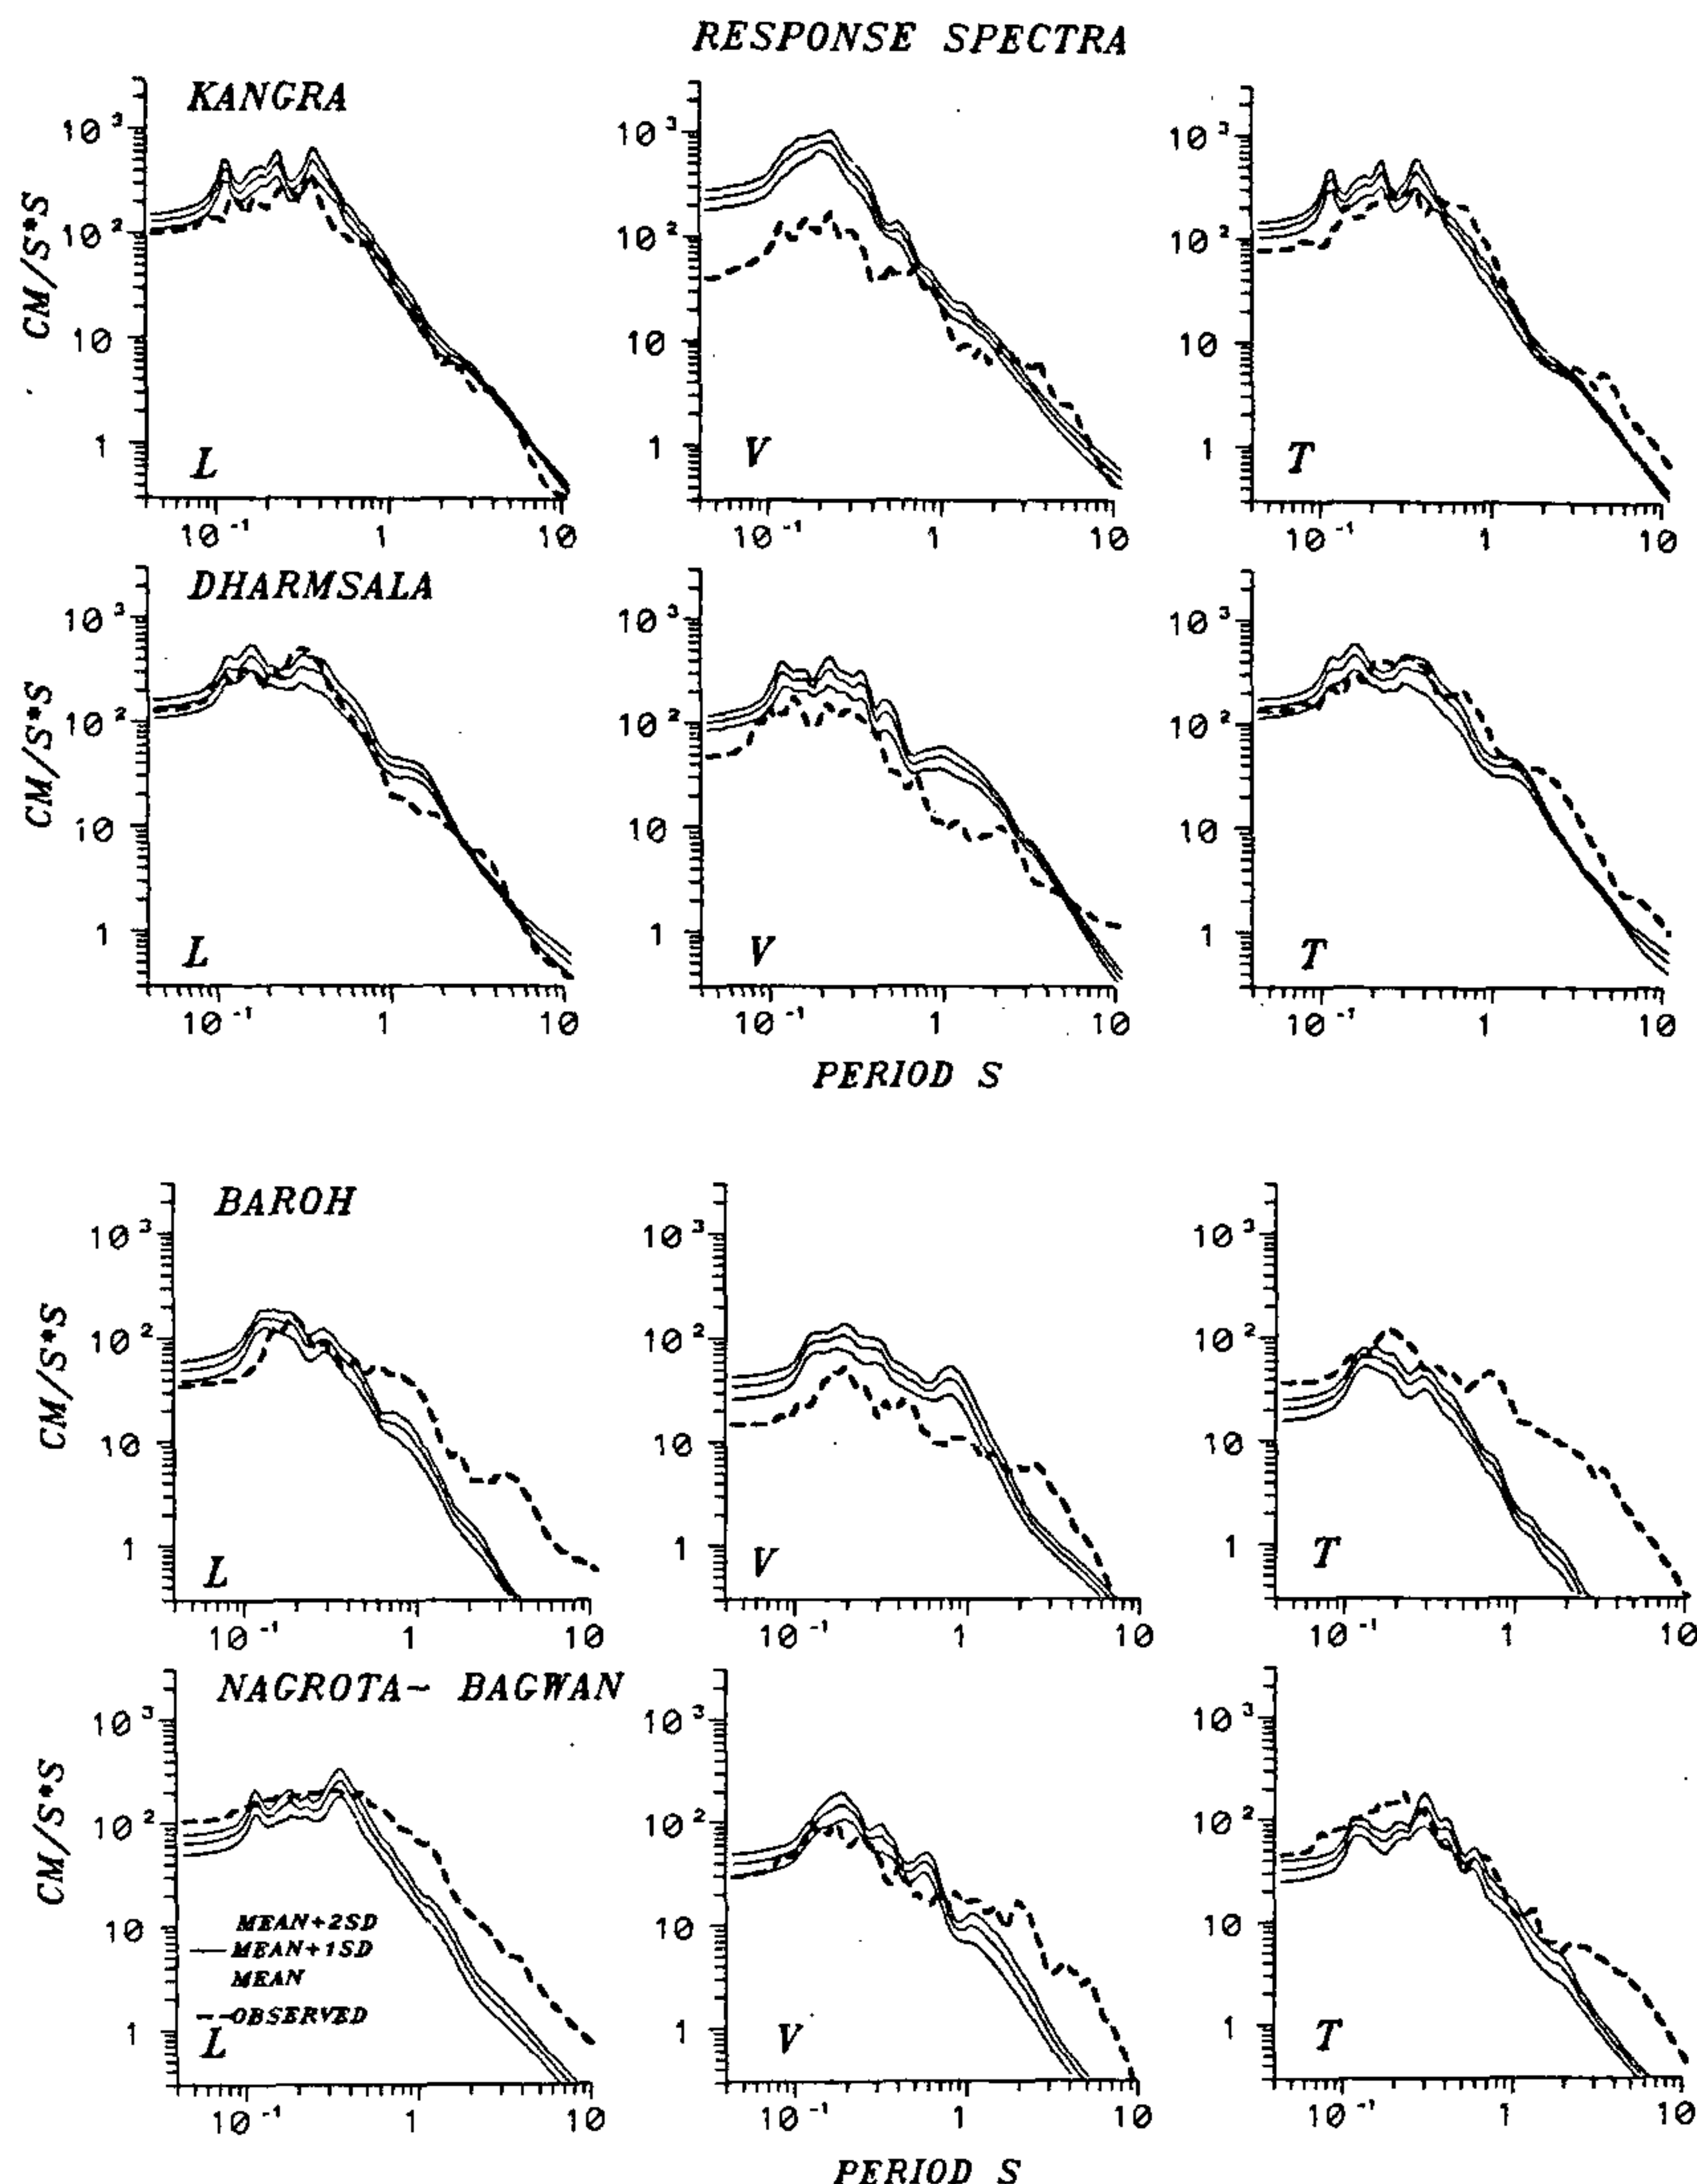 RESPONSE SPECTRA
KANGRA
CM/S*S
10³ 10² 10 1
L
10⁻¹ 1 10
10³ 10² 10 1
V
10⁻¹ 1 10
10³ 10² 10 1
T
10⁻¹ 1 10
DHARMSALA
CM/S*S
10³ 10² 10 1
L
10⁻¹ 1 10
10³ 10² 10 1
V
10⁻¹ 1 10
10³ 10² 10 1
T
10⁻¹ 1 10
PERIOD S
BAROH
CM/S*S
10³ 10² 10 1
L
10⁻¹ 1 10
10³ 10² 10 1
V
10⁻¹ 1 10
10³ 10² 10 1
T
10⁻¹ 1 10
NAGROTA- BAGWAN
CM/S*S
10³ 10² 10 1
MEAN+2SD
MEAN+1SD
MEAN
OBSERVED
L
10⁻¹ 1 10
10³ 10² 10 1
V
10⁻¹ 1 10
10³ 10² 10 1
T
10⁻¹ 1 10
PERIOD S